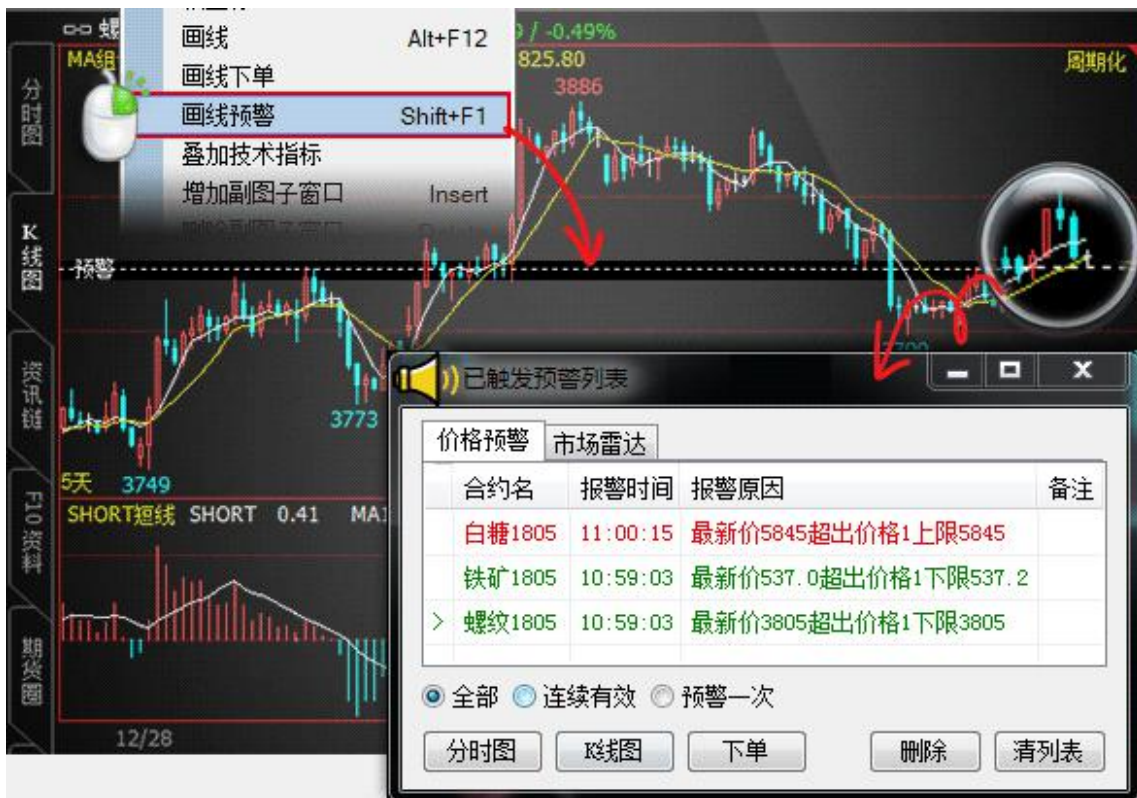 画线 Alt+F12
/ -0.49%
MA组
825.80
周期化
画线下单
3886
画线预警 Shift+F1
叠加技术指标
增加副图子窗口 Insert
分时图
K线图
资讯链
F10资料
期货圈
预警
3773
5天 3749
SHORT短线 SHORT 0.41 MA
12/28
已触发预警列表
价格预警 市场雷达
合约名 报警时间 报警原因 备注
白糖1805 11:00:15 最新价5845超出价格1上限5845
铁矿1805 10:59:03 最新价537.0超出价格1下限537.2
> 螺纹1805 10:59:03 最新价3805超出价格1下限3805
全部 连续有效 预警一次
分时图 K线图 下单 删除 清列表